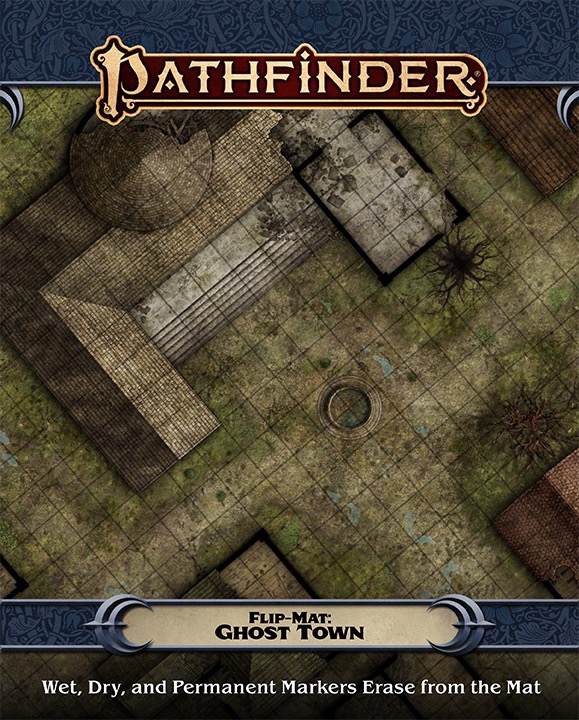 PATHFINDER®
FLIP-MAT:
GHOST TOWN
Wet, Dry, and Permanent Markers Erase from the Mat